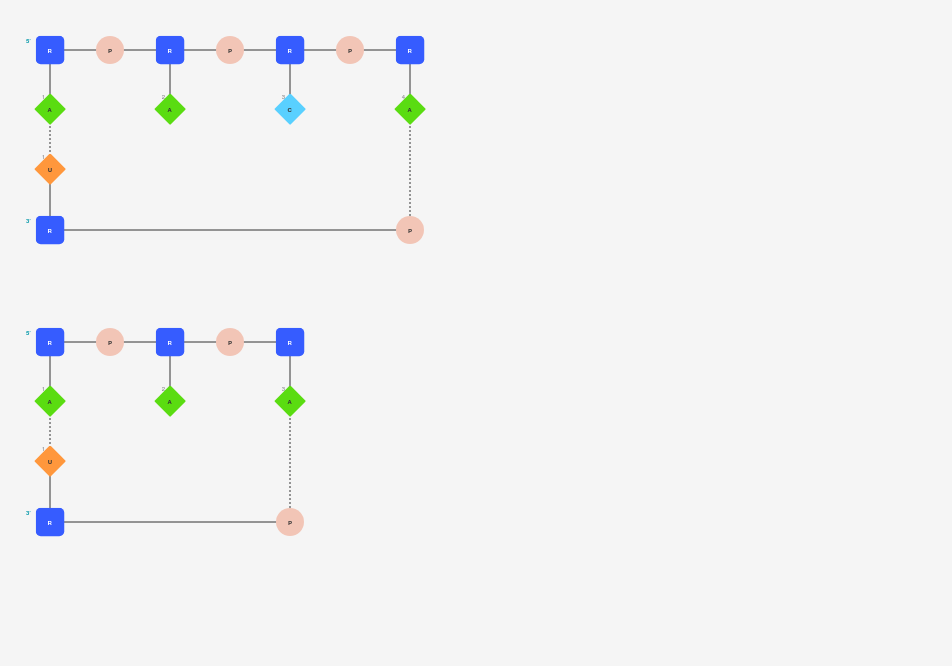 5' R P R P R P R
1 A 2 A 3 C 4 A
1 U
3' R P
5' R P R P R
1 A 2 A 3 A
1 U
3' R P